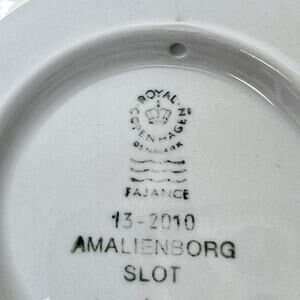 ROYAL
COPENHAGEN
DENMARK
FAJANCE
13-2010
AMALIENBORG
SLOT